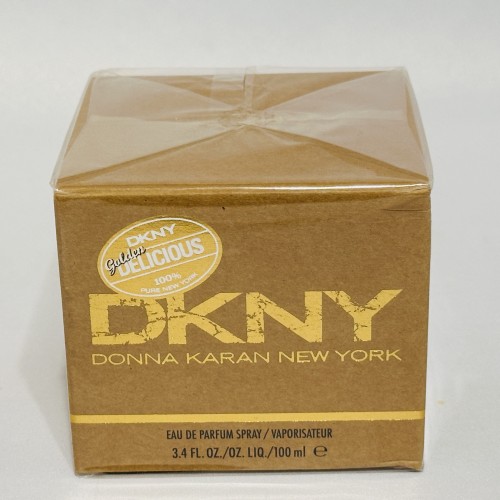 DKNY
Golden
DELICIOUS
100%
PURE NEW YORK
DKNY
DONNA KARAN NEW YORK
EAU DE PARFUM SPRAY / VAPORISATEUR
3.4 FL. OZ./OZ. LIQ./100 ml ℮